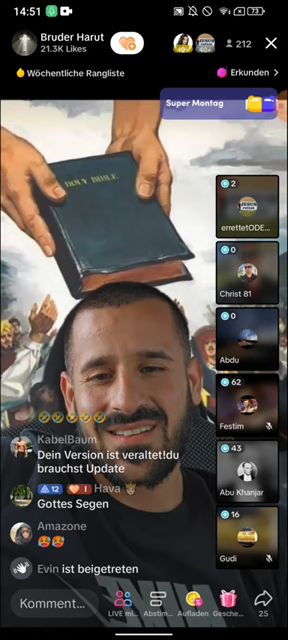 14:51
73
Bruder Harut
21.3K Likes
212
Wöchentliche Rangliste
Erkunden
Super Montag
HOLY BIBLE
2
errettetODE...
0
Christ 81
0
Abdu
62
Festim
43
Abu Khanjar
16
Gudi
KabelBaum
Dein Version ist veraltet!du
brauchst Update
12 1 Hava
Gottes Segen
Amazone
Evin ist beigetreten
Komment...
LIVE mi...
Abstim...
Aufladen
Gesche...
25